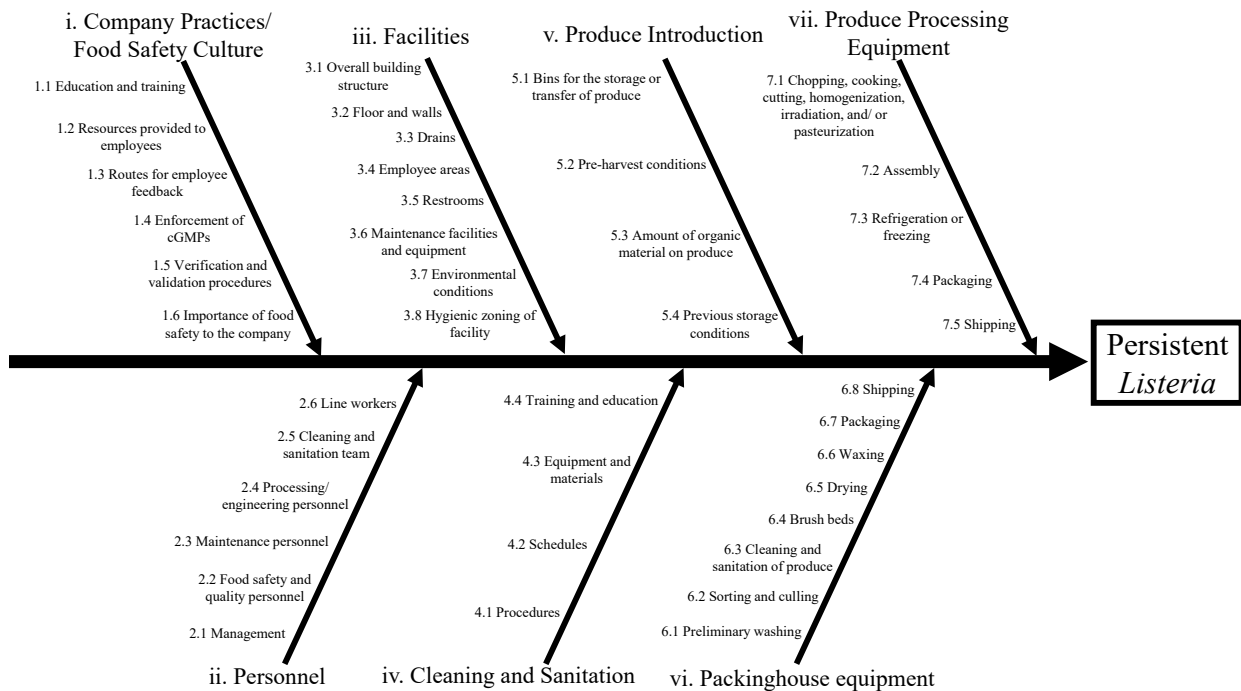 i. Company Practices/
Food Safety Culture
1.1 Education and training
1.2 Resources provided to
employees
1.3 Routes for employee
feedback
1.4 Enforcement of
cGMPs
1.5 Verification and
validation procedures
1.6 Importance of food
safety to the company
iii. Facilities
3.1 Overall building
structure
3.2 Floor and walls
3.3 Drains
3.4 Employee areas
3.5 Restrooms
3.6 Maintenance facilities
and equipment
3.7 Environmental
conditions
3.8 Hygienic zoning of
facility
v. Produce Introduction
5.1 Bins for the storage or
transfer of produce
5.2 Pre-harvest conditions
5.3 Amount of organic
material on produce
5.4 Previous storage
conditions
vii. Produce Processing
Equipment
7.1 Chopping, cooking,
cutting, homogenization,
irradiation, and/ or
pasteurization
7.2 Assembly
7.3 Refrigeration or
freezing
7.4 Packaging
7.5 Shipping
Persistent
Listeria
2.6 Line workers
2.5 Cleaning and
sanitation team
2.4 Processing/
engineering personnel
2.3 Maintenance personnel
2.2 Food safety and
quality personnel
2.1 Management
ii. Personnel
4.4 Training and education
4.3 Equipment and
materials
4.2 Schedules
4.1 Procedures
iv. Cleaning and Sanitation
6.8 Shipping
6.7 Packaging
6.6 Waxing
6.5 Drying
6.4 Brush beds
6.3 Cleaning and
sanitation of produce
6.2 Sorting and culling
6.1 Preliminary washing
vi. Packinghouse equipment